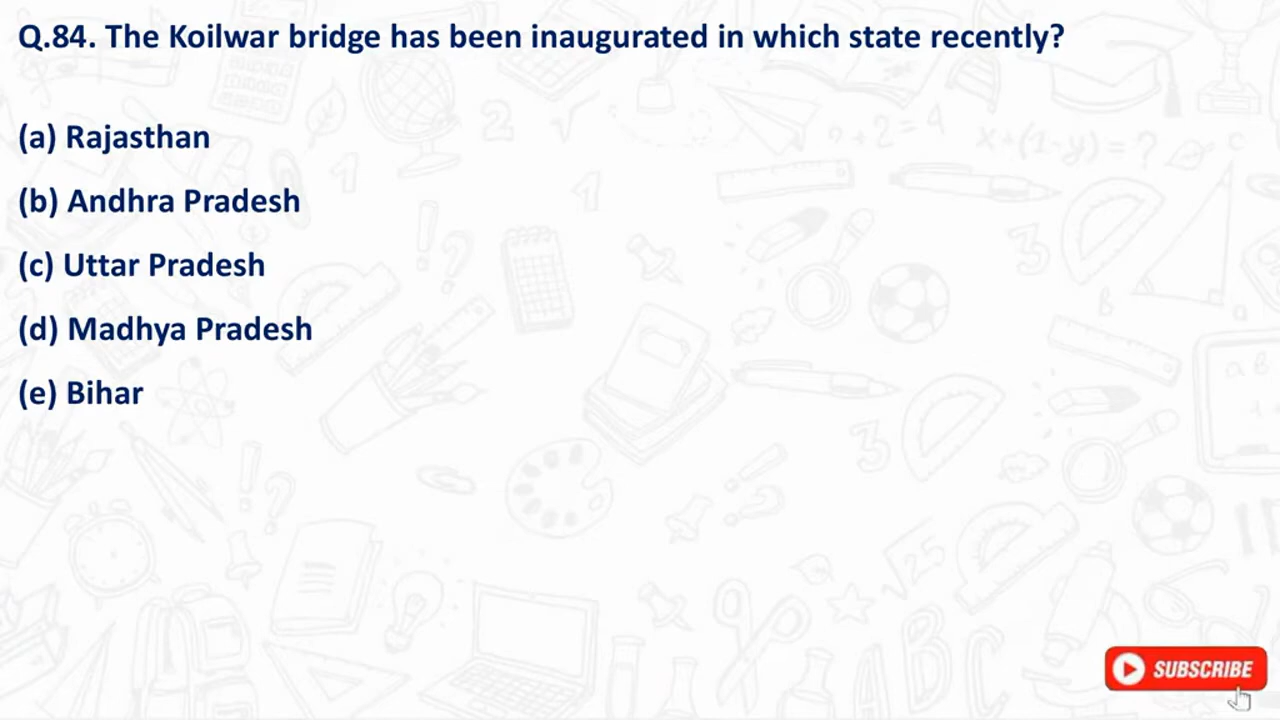 Q.84. The Koilwar bridge has been inaugurated in which state recently?
(a) Rajasthan
(b) Andhra Pradesh
(c) Uttar Pradesh
(d) Madhya Pradesh
(e) Bihar
SUBSCRIBE